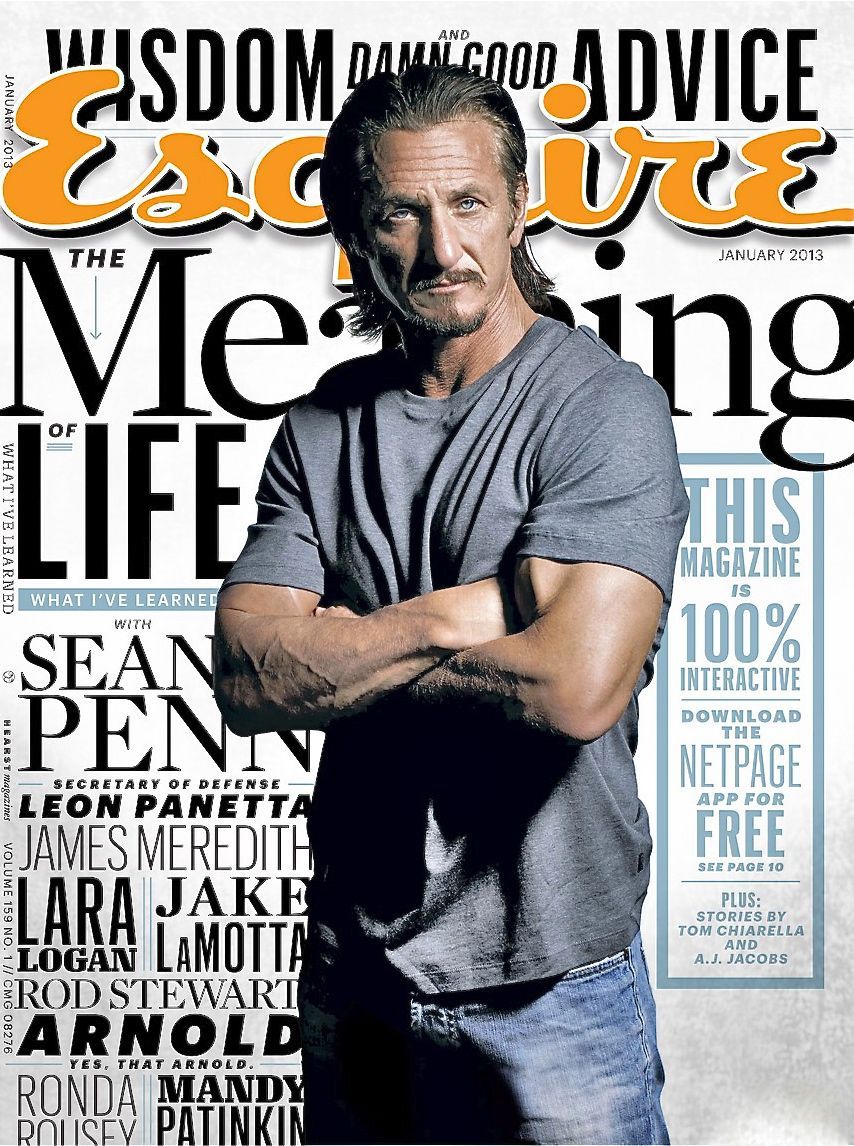 WISDOM AND DAMN GOOD ADVICE
Esquire
JANUARY 2013
JANUARY 2013
THE
Meaning
OF
LIFE
WHAT I'VE LEARNED
WHAT I'VE LEARNED
WITH
SEAN
PENN
SECRETARY OF DEFENSE
LEON PANETTA
JAMES MEREDITH
LARA
LOGAN
JAKE
LAMOTTA
ROD STEWART
ARNOLD
YES, THAT ARNOLD.
RONDA
ROUSEY
MANDY
PATINKIN
HEARST magazines
VOLUME 159 NO. 1 // CMG 08276
THIS
MAGAZINE
IS
100%
INTERACTIVE
DOWNLOAD
THE
NETPAGE
APP FOR
FREE
SEE PAGE 10
PLUS:
STORIES BY
TOM CHIARELLA
AND
A.J. JACOBS